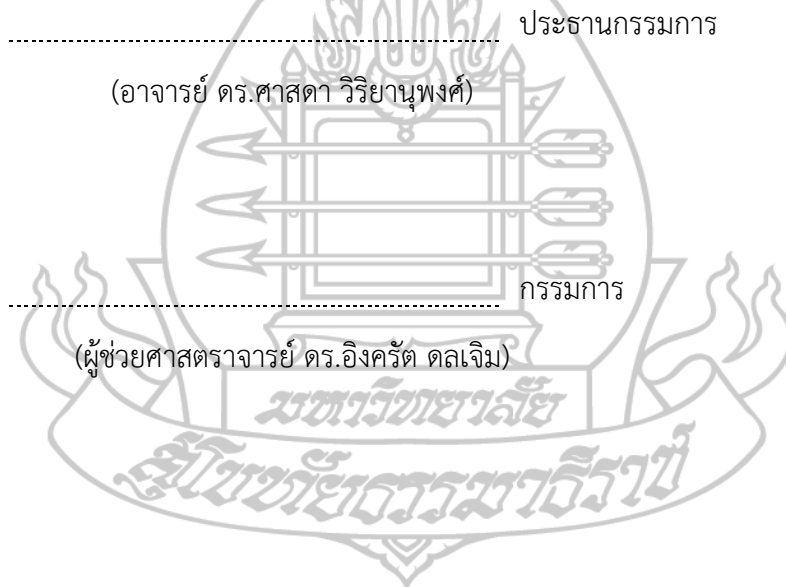 ประธานกรรมการ
(อาจารย์ ดร.ศาสดา วิริยานุพงศ์)
กรรมการ
(ผู้ช่วยศาสตราจารย์ ดร.อิงครัต ดลเจิม)
มหาวิทยาลัย
สุโขทัยธรรมาธิราช